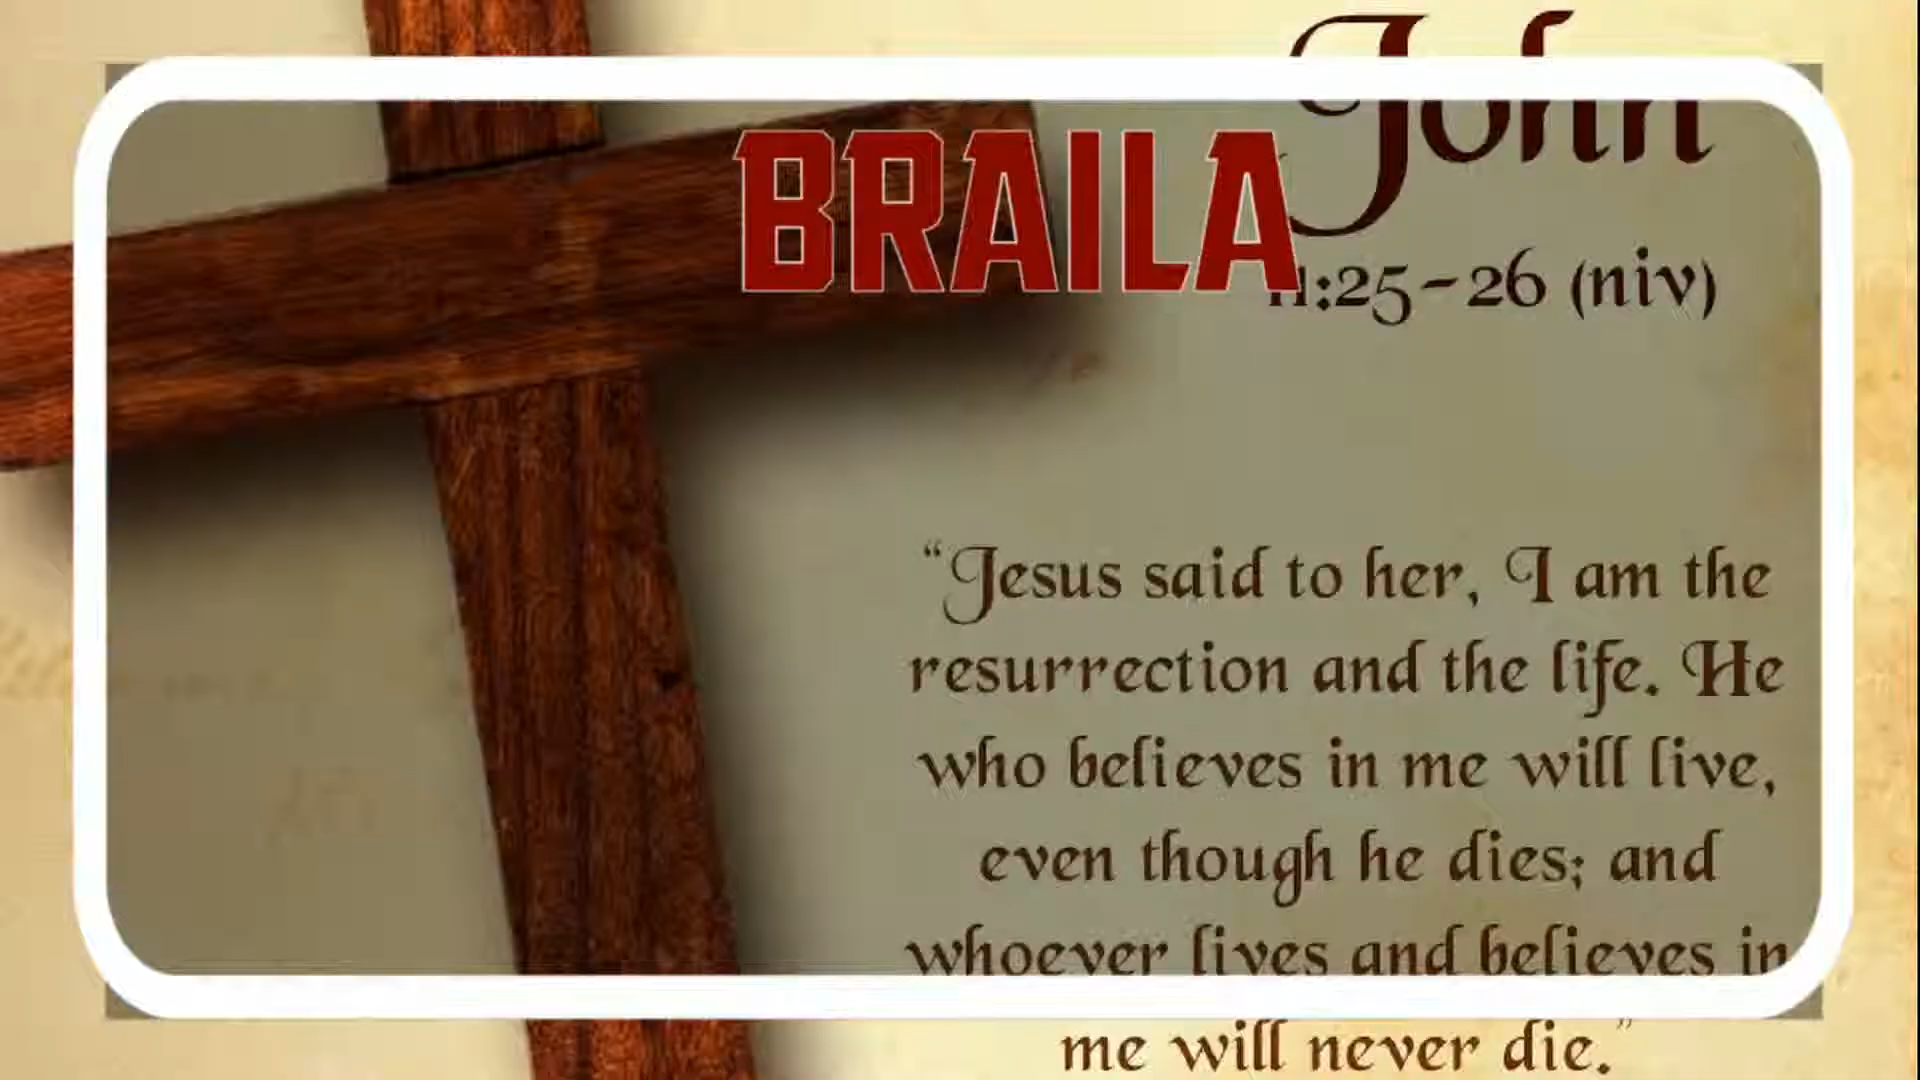 John
BRAILA
11:25-26 (niv)
“Jesus said to her, I am the
resurrection and the life. He
who believes in me will live,
even though he dies; and
whoever lives and believes in
me will never die.”